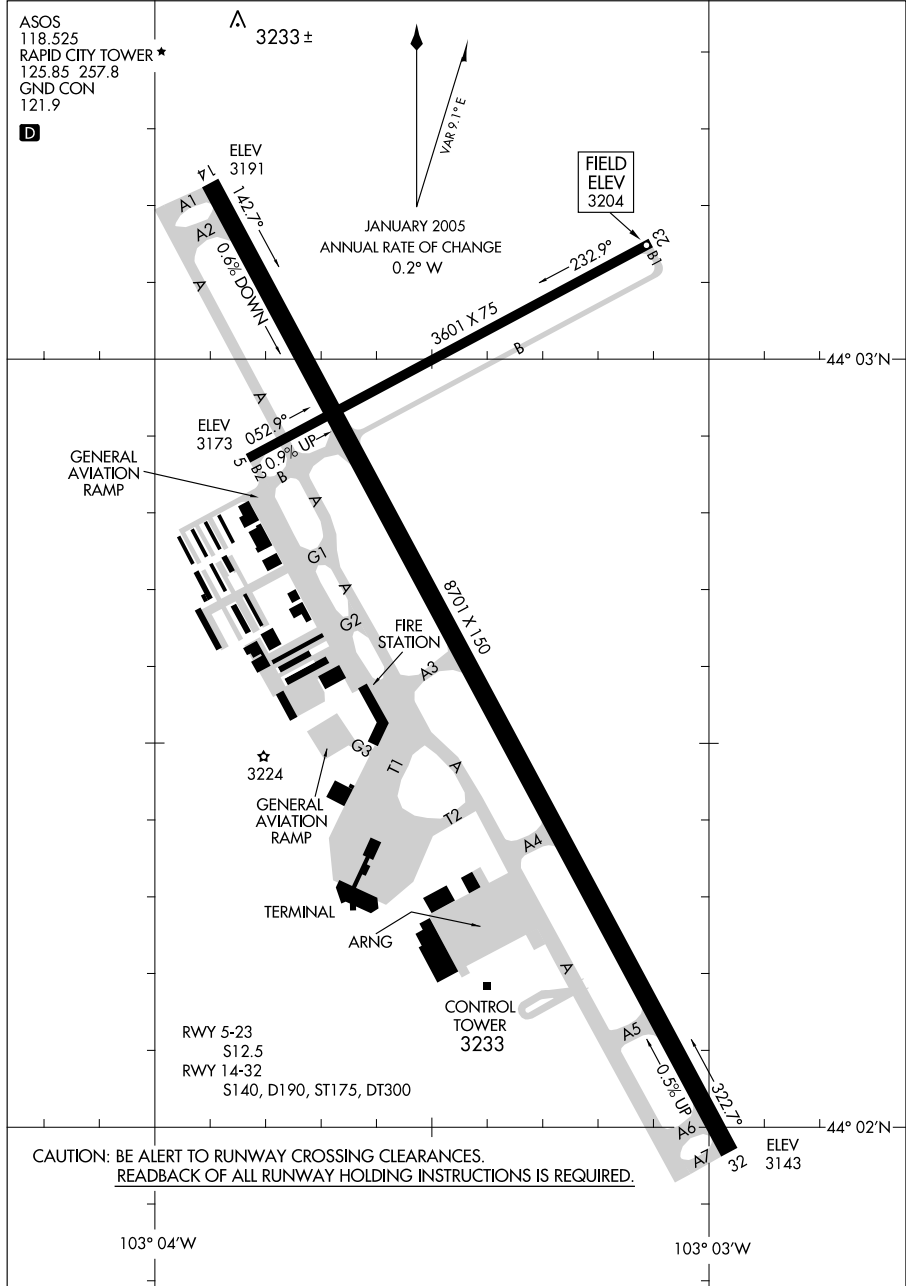 ASOS
118.525
RAPID CITY TOWER ★
125.85 257.8
GND CON
121.9
D
3233 ±
VAR 9.1° E
JANUARY 2005
ANNUAL RATE OF CHANGE
0.2° W
FIELD
ELEV
3204
ELEV
3191
14
142.7°
0.6% DOWN
A1
A2
A
A
23
B1
232.9°
3601 X 75
B
44° 03'N
ELEV
3173
052.9°
0.9% UP
5
B2
B
GENERAL
AVIATION
RAMP
A
G1
A
G2
FIRE
STATION
8701 X 150
A3
G3
T1
A
3224
GENERAL
AVIATION
RAMP
T2
A4
TERMINAL
ARNG
A
CONTROL
TOWER
3233
RWY 5-23
S12.5
RWY 14-32
S140, D190, ST175, DT300
A5
0.5% UP
322.7°
A6
A7
32
ELEV
3143
44° 02'N
CAUTION: BE ALERT TO RUNWAY CROSSING CLEARANCES.
READBACK OF ALL RUNWAY HOLDING INSTRUCTIONS IS REQUIRED.
103° 04'W
103° 03'W